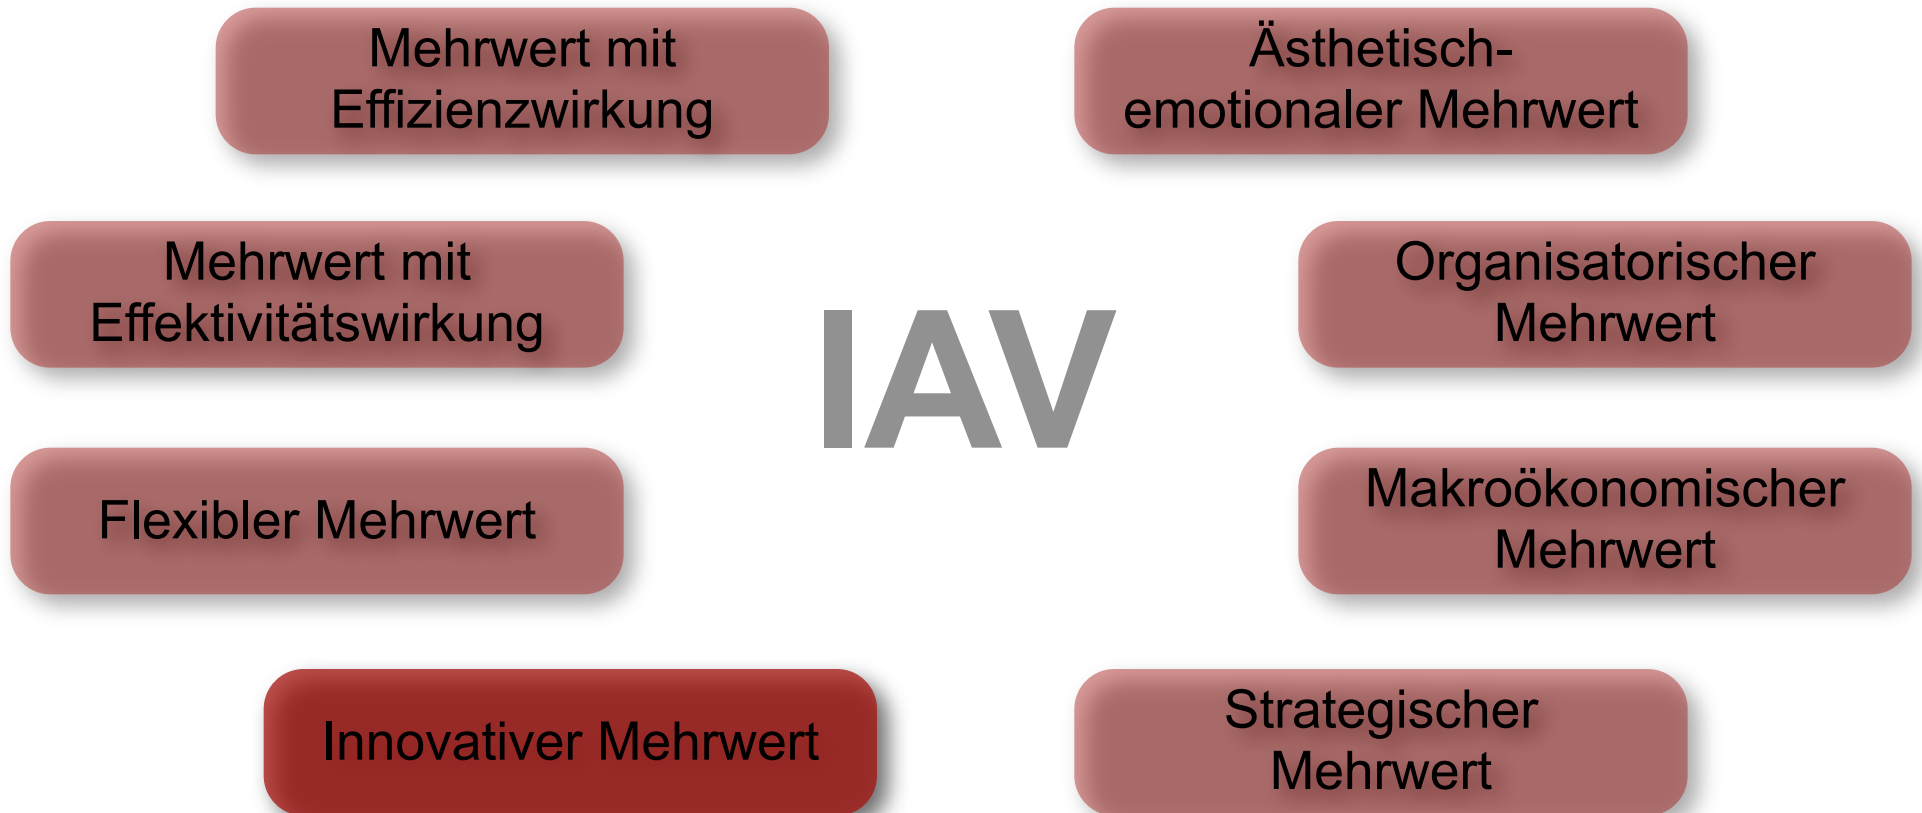 Mehrwert mit
Effizienzwirkung
Ästhetisch-
emotionaler Mehrwert
Mehrwert mit
Effektivitätswirkung
Organisatorischer
Mehrwert
IAV
Flexibler Mehrwert
Makroökonomischer
Mehrwert
Innovativer Mehrwert
Strategischer
Mehrwert